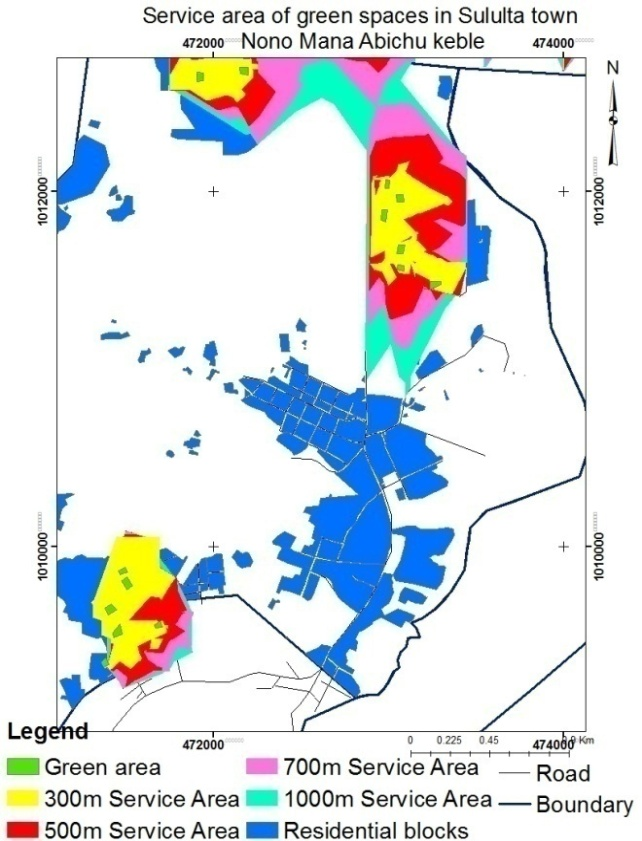 Service area of green spaces in Sululta town
Nono Mana Abichu keble
472000
474000
N
1012000
1012000
1010000
1010000
472000
474000
0 0.225 0.45
Km
Legend
Green area
300m Service Area
500m Service Area
700m Service Area
1000m Service Area
Residential blocks
Road
Boundary